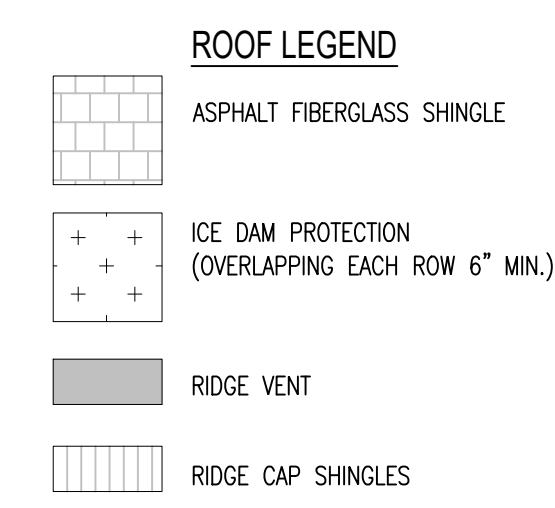 ROOF LEGEND
ASPHALT FIBERGLASS SHINGLE
ICE DAM PROTECTION
(OVERLAPPING EACH ROW 6" MIN.)
RIDGE VENT
RIDGE CAP SHINGLES